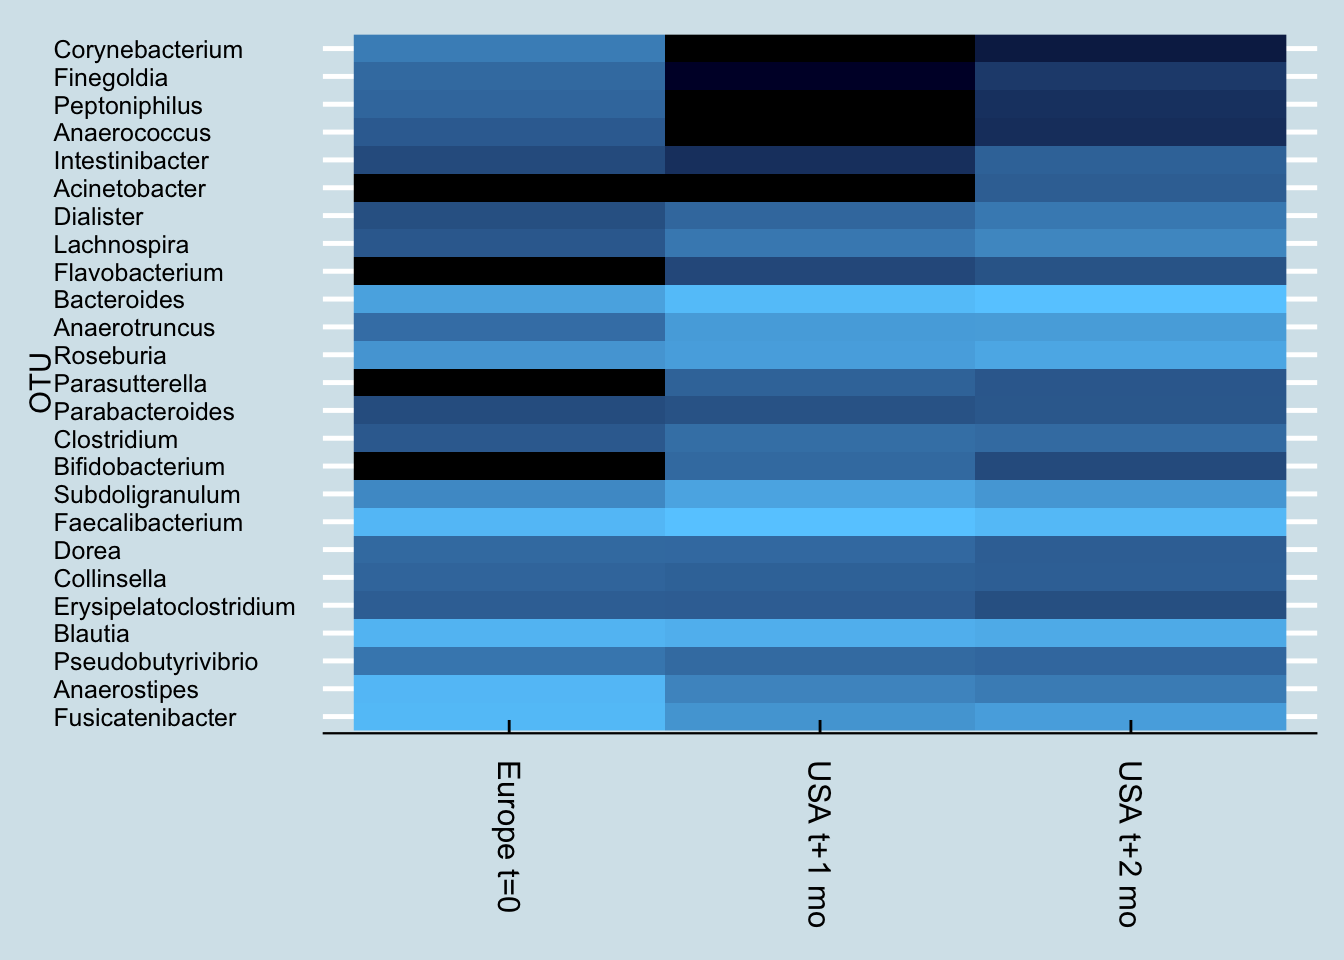 Corynebacterium
Finegoldia
Peptoniphilus
Anaerococcus
Intestinibacter
Acinetobacter
Dialister
Lachnospira
Flavobacterium
Bacteroides
Anaerotruncus
Roseburia
Parasutterella
Parabacteroides
Clostridium
Bifidobacterium
Subdoligranulum
Faecalibacterium
Dorea
Collinsella
Erysipelatoclostridium
Blautia
Pseudobutyrivibrio
Anaerostipes
Fusicatenibacter
OTU
Europe t=0
USA t+1 mo
USA t+2 mo